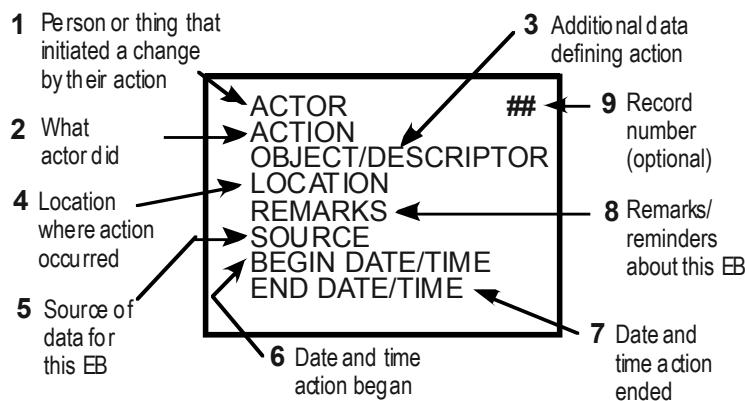 1 Person or thing that
initiated a change
by their action
2 What
actor did
4 Location
where action
occurred
5 Source of
data for
this EB
ACTOR ##
ACTION
OBJECT/DESCRIPTOR
LOCATION
REMARKS
SOURCE
BEGIN DATE/TIME
END DATE/TIME
3 Additional data
defining action
9 Record
number
(optional)
8 Remarks/
reminders
about this EB
6 Date and time
action began
7 Date and
time action
ended